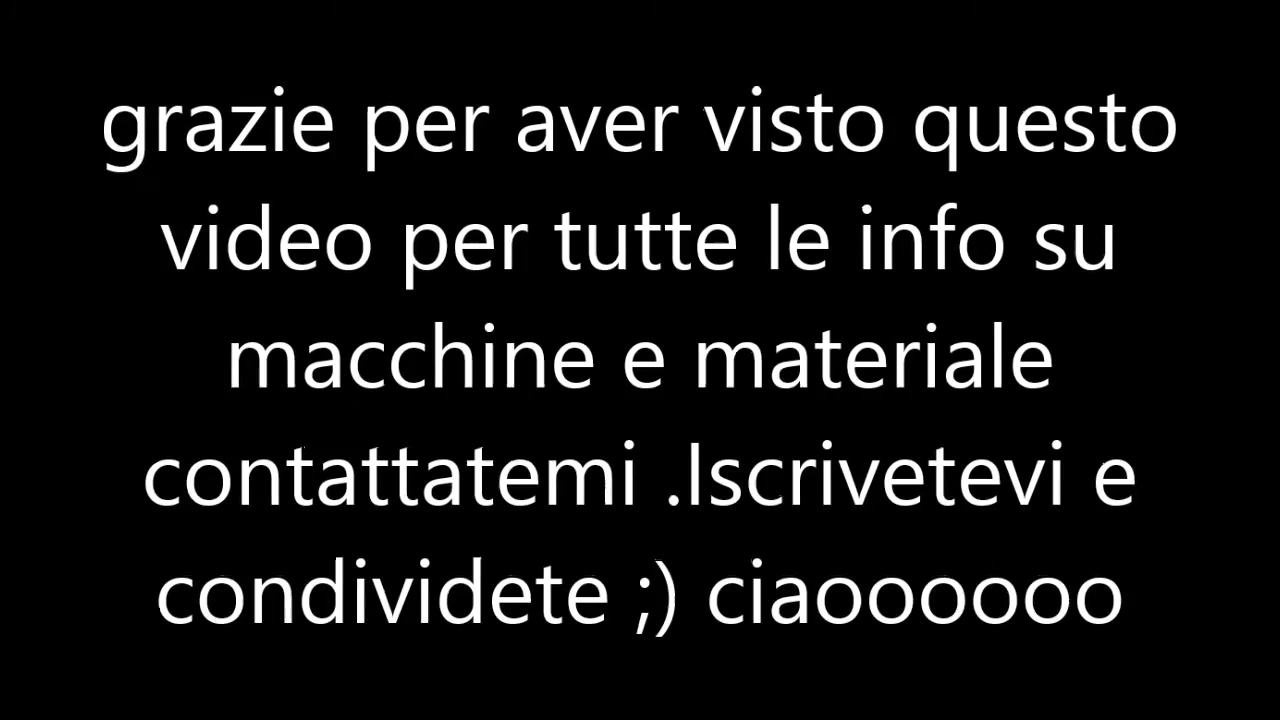 grazie per aver visto questo
video per tutte le info su
macchine e materiale
contattatemi .Iscrivetevi e
condividete ;) ciaoooooo